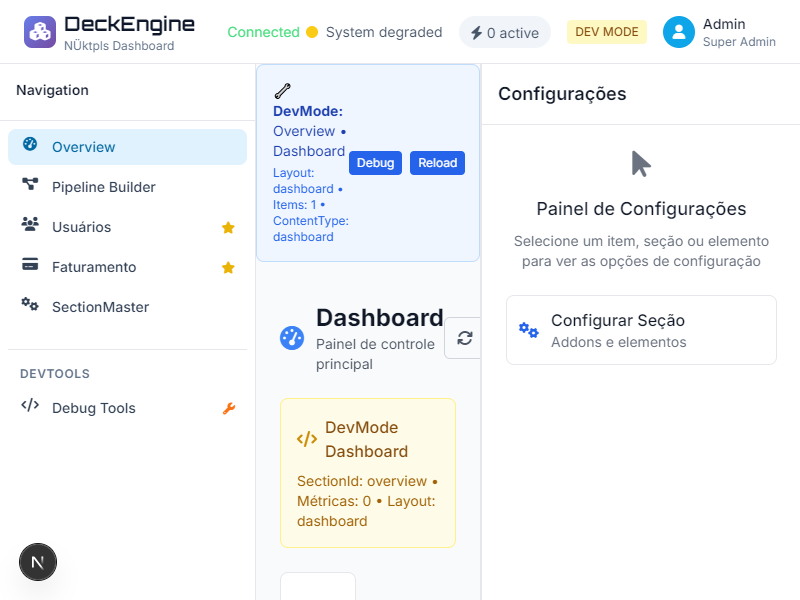 DeckEngine
NÜktpls Dashboard
Connected
System degraded
0 active
DEV MODE
Admin
Super Admin
Navigation
Overview
Pipeline Builder
Usuários
Faturamento
SectionMaster
DEVTOOLS
Debug Tools
N
DevMode:
Overview •
Dashboard
Layout:
dashboard •
Items: 1 •
ContentType:
dashboard
Debug
Reload
Dashboard
Painel de controle
principal
DevMode
Dashboard
SectionId: overview •
Métricas: 0 • Layout:
dashboard
Configurações
Painel de Configurações
Selecione um item, seção ou elemento
para ver as opções de configuração
Configurar Seção
Addons e elementos